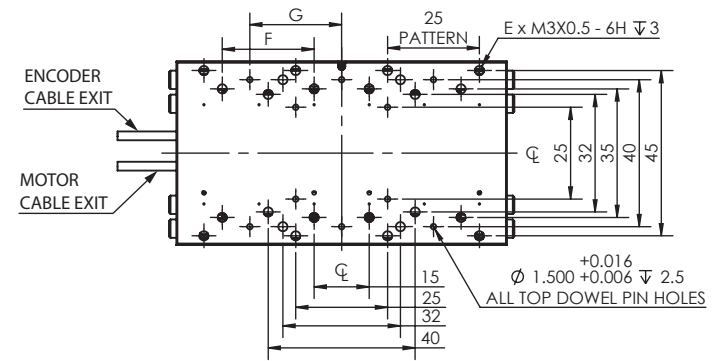 G
F
25
PATTERN
E x M3X0.5 - 6H ↧ 3
ENCODER
CABLE EXIT
MOTOR
CABLE EXIT
℄
25
32
35
40
45
+0.016
Ø 1.500 +0.006 ↧ 2.5
ALL TOP DOWEL PIN HOLES
℄
15
25
32
40